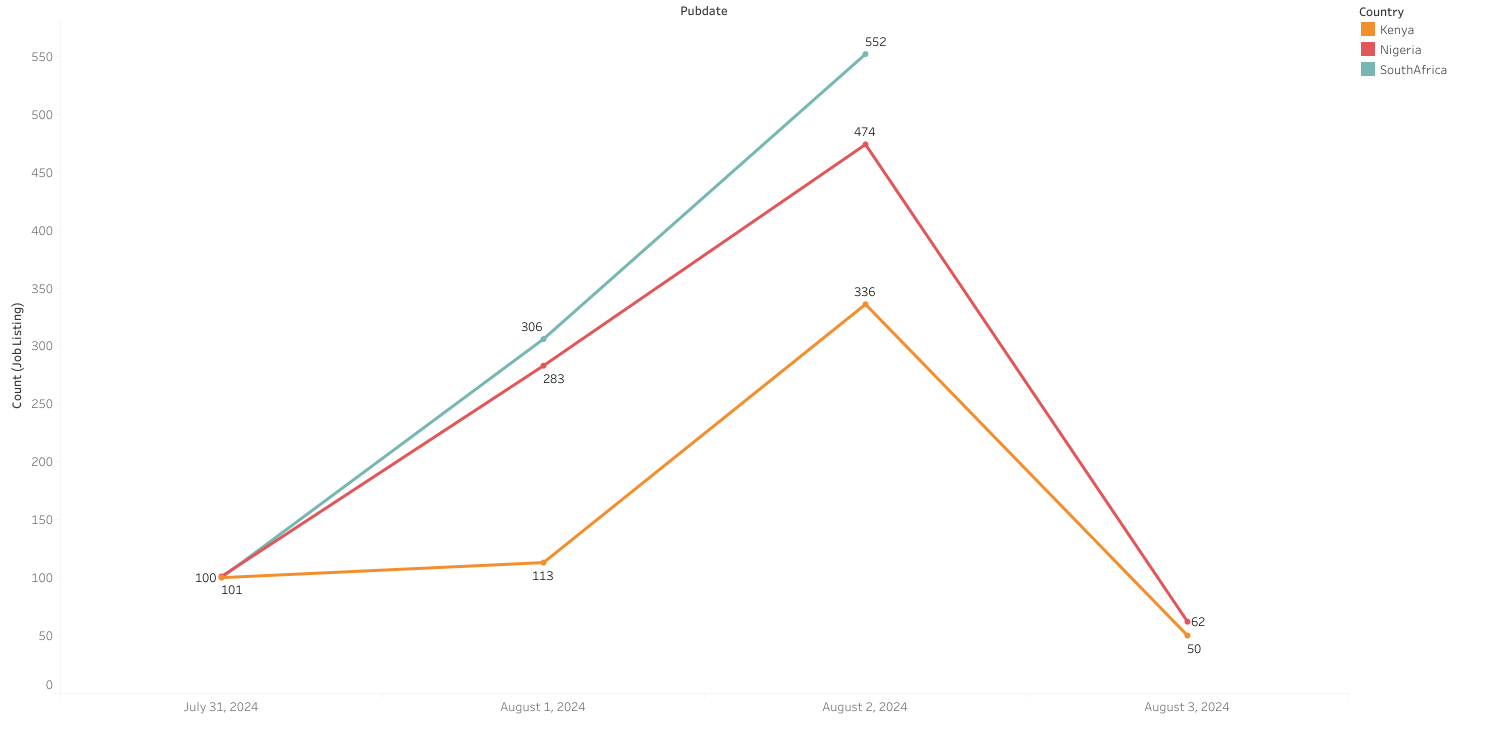 Pubdate
Country
Kenya
Nigeria
SouthAfrica
Count (Job Listing)
550
500
450
400
350
300
250
200
150
100
50
0
552
474
336
306
283
113
100
101
62
50
July 31, 2024
August 1, 2024
August 2, 2024
August 3, 2024